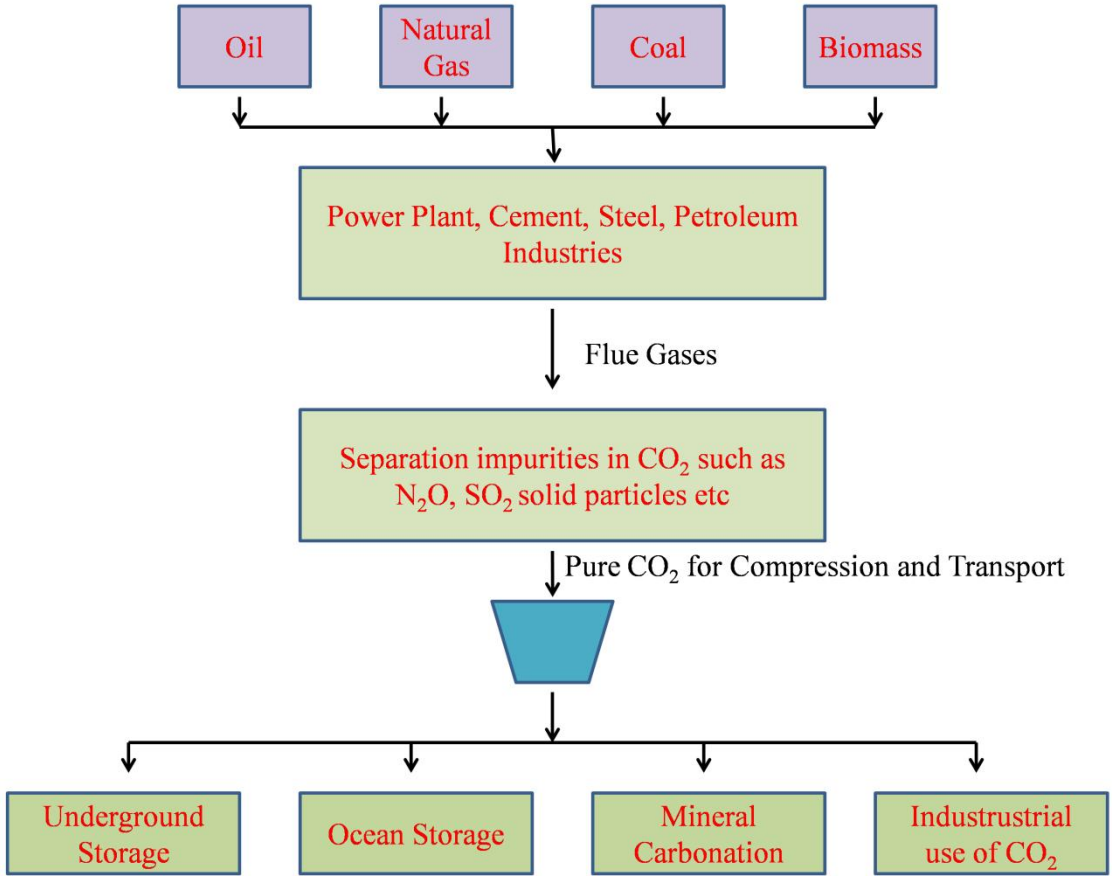 Oil
Natural
Gas
Coal
Biomass
Power Plant, Cement, Steel, Petroleum
Industries
Flue Gases
Separation impurities in CO₂ such as
N₂O, SO₂ solid particles etc
Pure CO₂ for Compression and Transport
Underground
Storage
Ocean Storage
Mineral
Carbonation
Industrustrial
use of CO₂